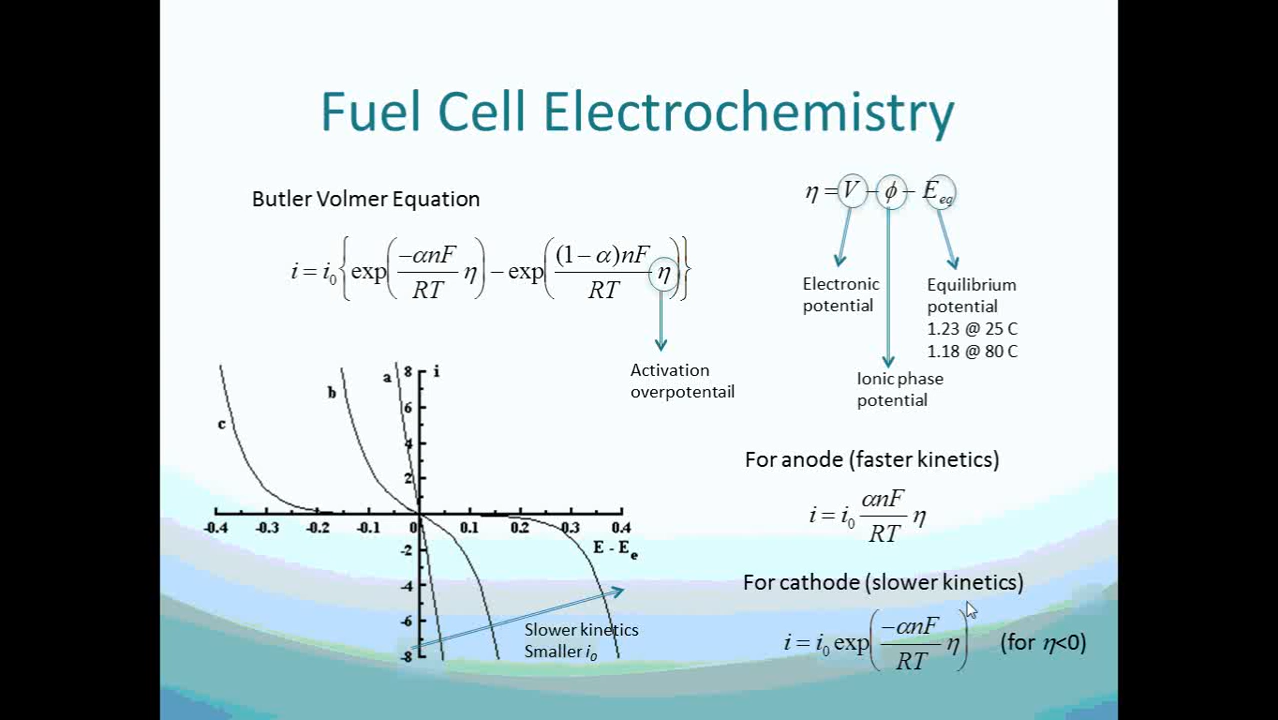 Fuel Cell Electrochemistry
Butler Volmer Equation
i = i₀{exp(−αnF/RT η) − exp((1−α)nF/RT η)}
Activation
overpotentail
η = V − ϕ − E_eq
Electronic
potential
Equilibrium
potential
1.23 @ 25 C
1.18 @ 80 C
Ionic phase
potential
c
b
a
8
i
6
4
2
-0.4 -0.3 -0.2 -0.1 0 0.1 0.2 0.3 0.4
E - Eₑ
-2
-4
-6
-8
Slower kinetics
Smaller i₀
For anode (faster kinetics)
i = i₀ αnF/RT η
For cathode (slower kinetics)
i = i₀ exp(−αnF/RT η) (for η<0)